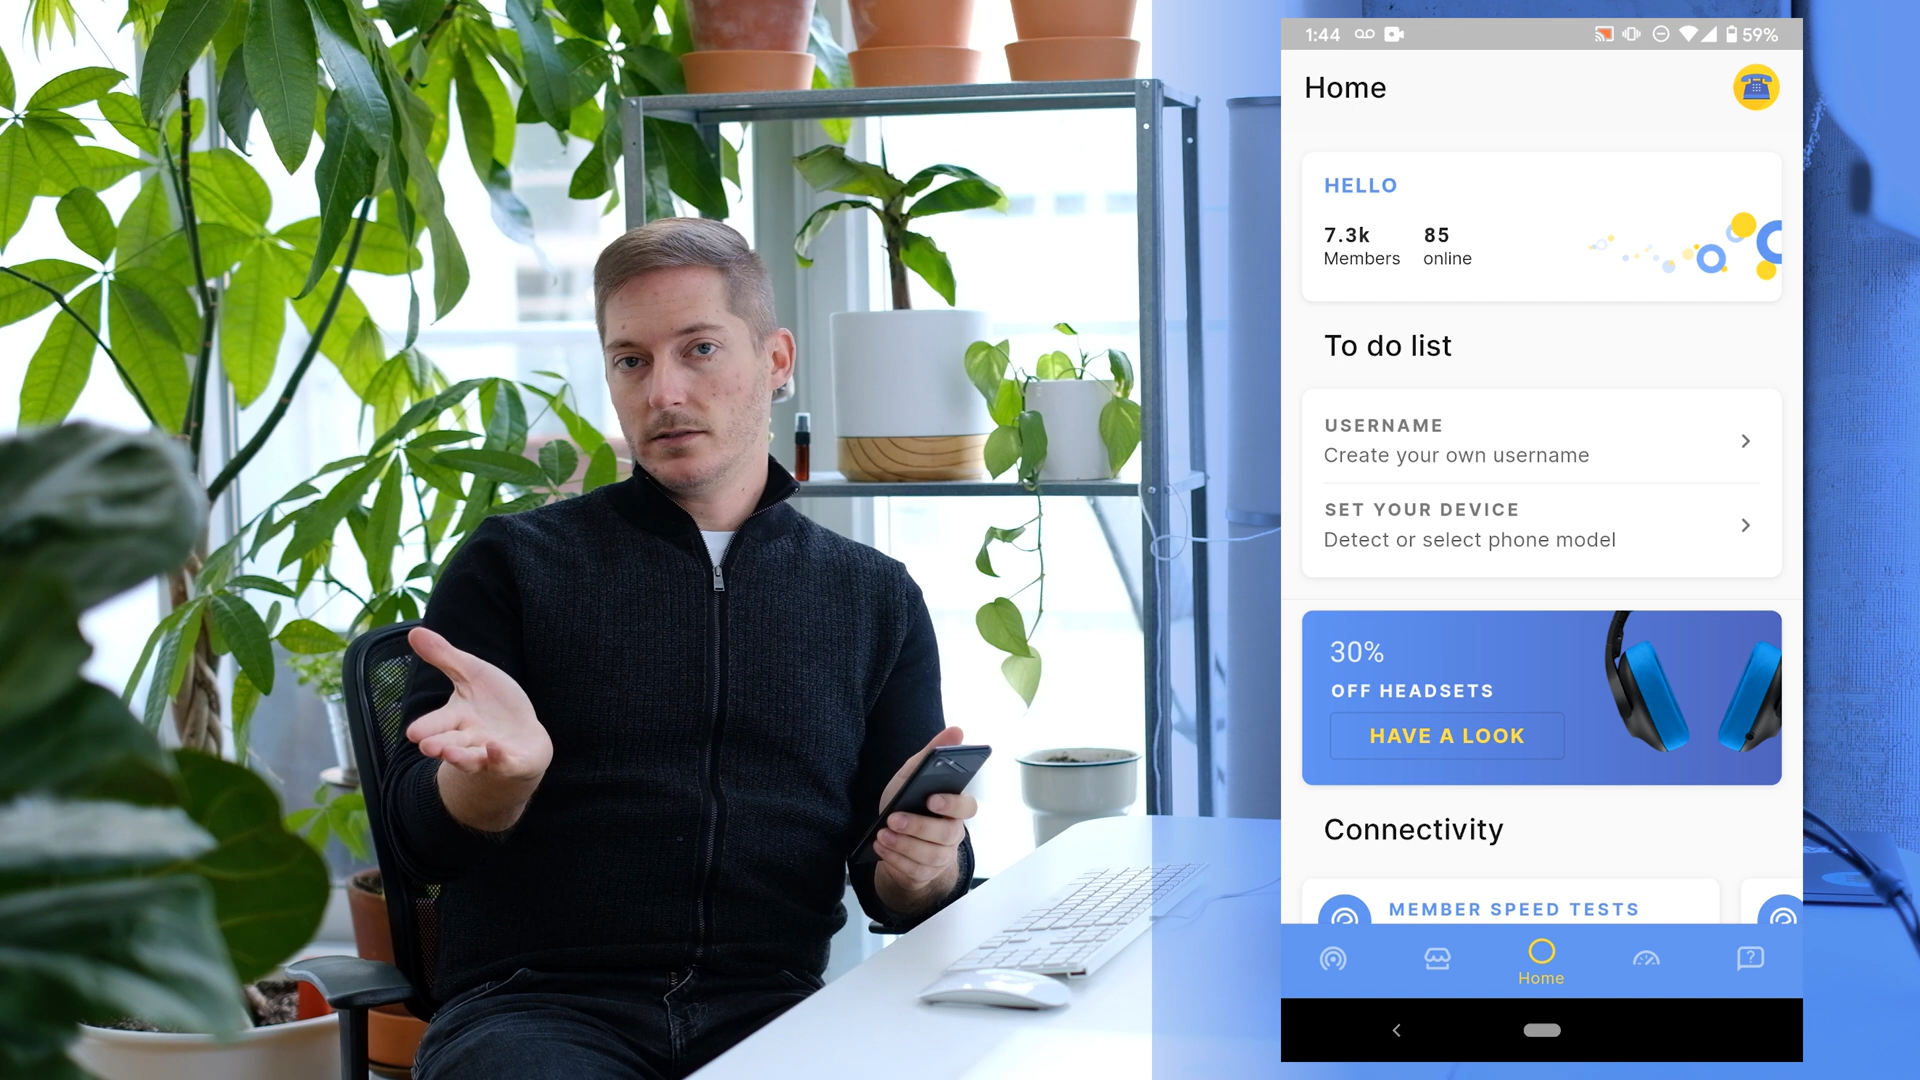 1:44
59%
Home
HELLO
7.3k 85
Members online
To do list
USERNAME
Create your own username
SET YOUR DEVICE
Detect or select phone model
30%
OFF HEADSETS
HAVE A LOOK
Connectivity
MEMBER SPEED TESTS
?
Home